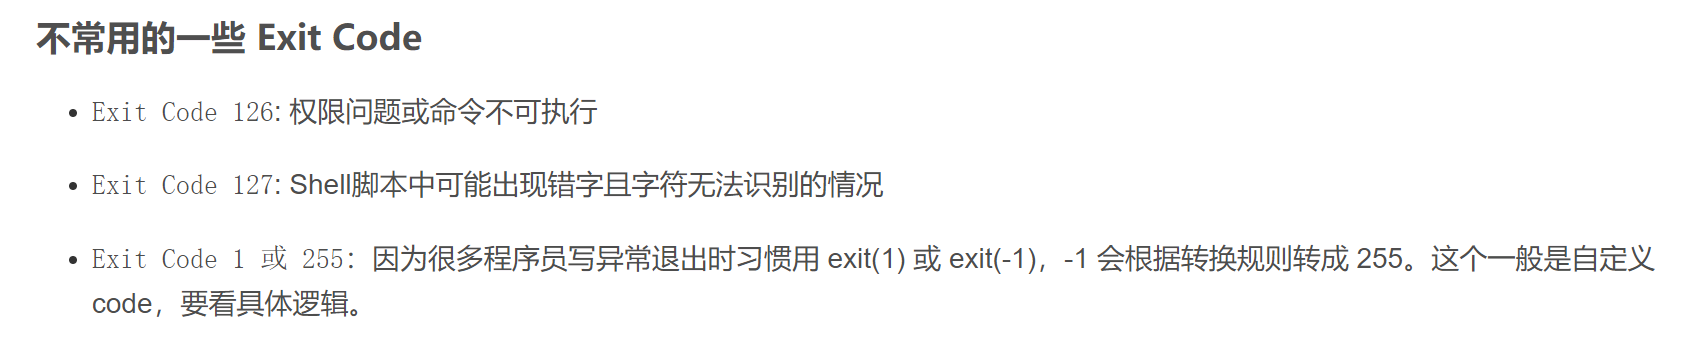 不常用的一些 Exit Code
• Exit Code 126: 权限问题或命令不可执行
• Exit Code 127: Shell脚本中可能出现错字且字符无法识别的情况
• Exit Code 1 或 255：因为很多程序员写异常退出时习惯用 exit(1) 或 exit(-1)，-1 会根据转换规则转成 255。这个一般是自定义
code，要看具体逻辑。